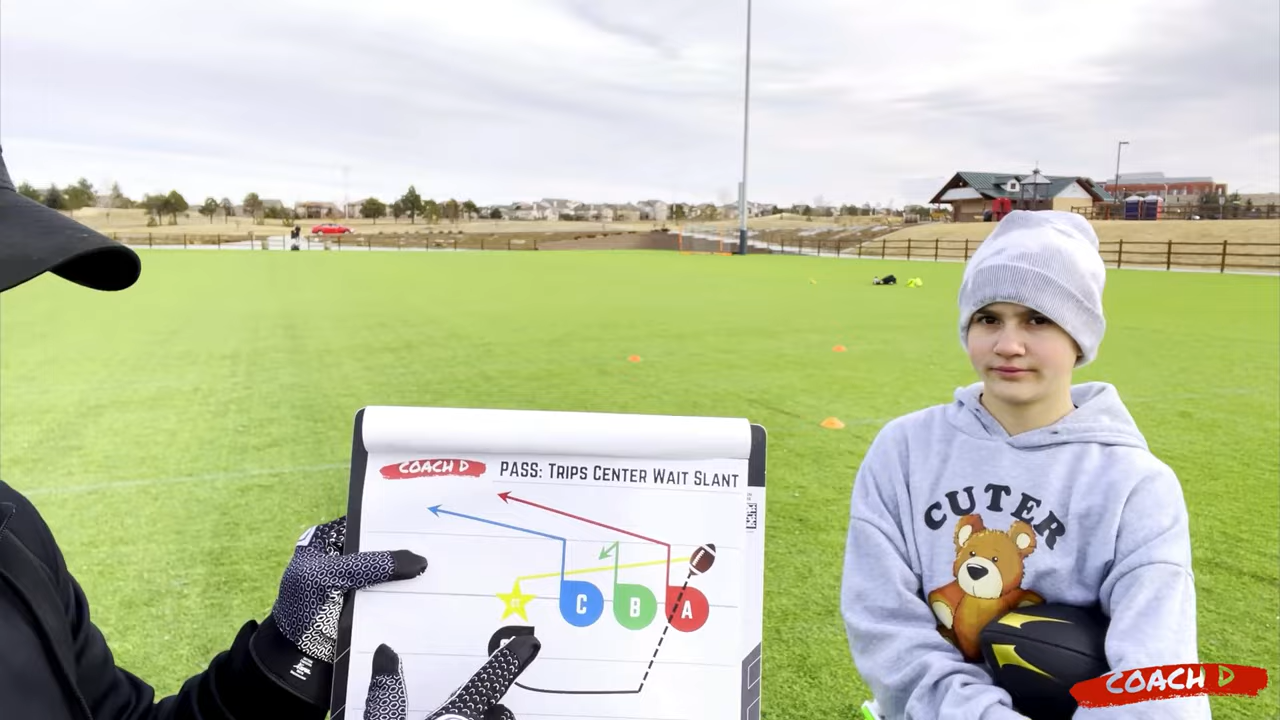 COACH D
PASS: TRIPS CENTER WAIT SLANT
C
B
A
CUTER
COACH D